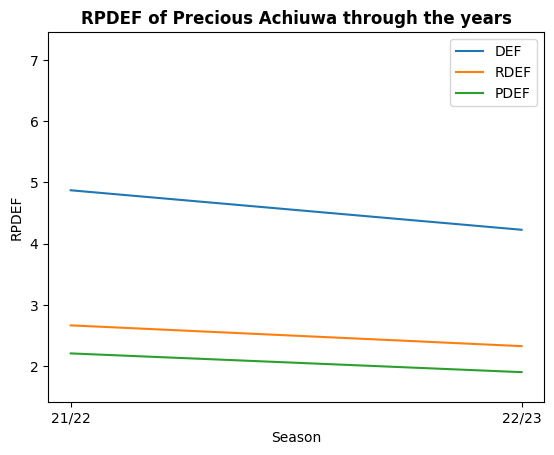 RPDEF of Precious Achiuwa through the years
7
6
5
4
3
2
RPDEF
DEF
RDEF
PDEF
21/22
22/23
Season